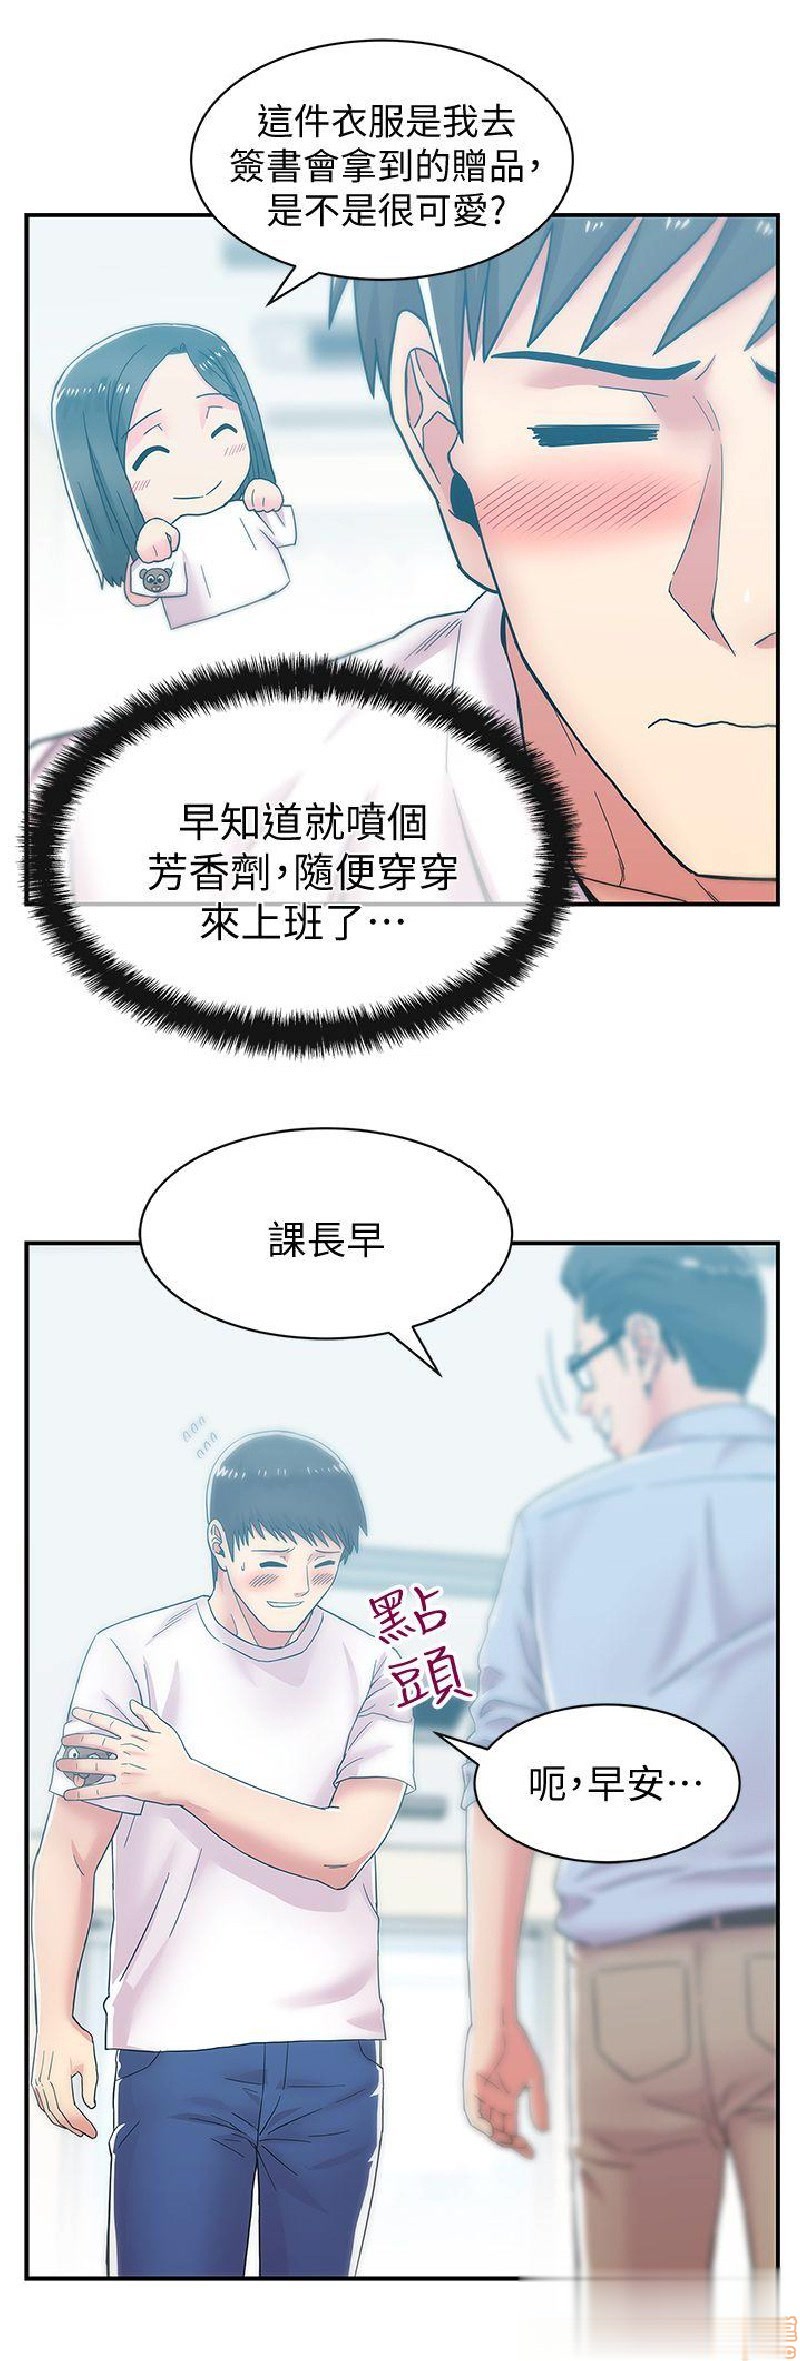 這件衣服是我去
簽書會拿到的贈品，
是不是很可愛？
早知道就噴個
芳香劑，隨便穿穿
來上班了…
課長早
點
頭
呃，早安…